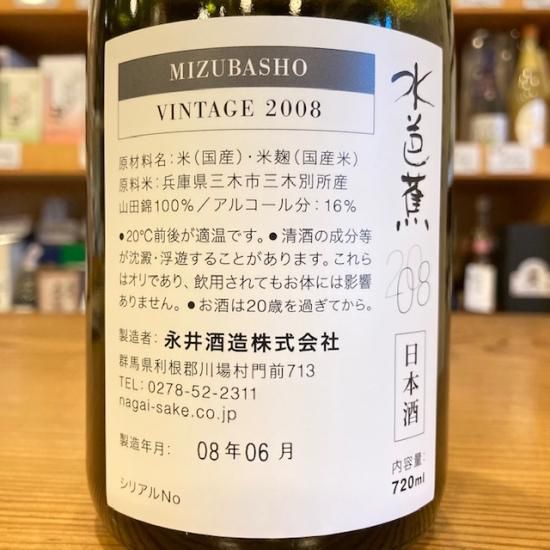 MIZUBASHO
VINTAGE 2008
原材料名：米（国産）・米麹（国産米）
原料米：兵庫県三木市三木別所産
山田錦100％／アルコール分：16％
●20℃前後が適温です。●清酒の成分等
が沈澱・浮遊することがあります。これら
はオリであり、飲用されてもお体には影響
ありません。●お酒は20歳を過ぎてから。
製造者：永井酒造株式会社
群馬県利根郡川場村門前713
TEL：0278-52-2311
nagai-sake.co.jp
製造年月：08年06月
シリアルNo
水芭蕉
2008
日本酒
内容量：
720ml